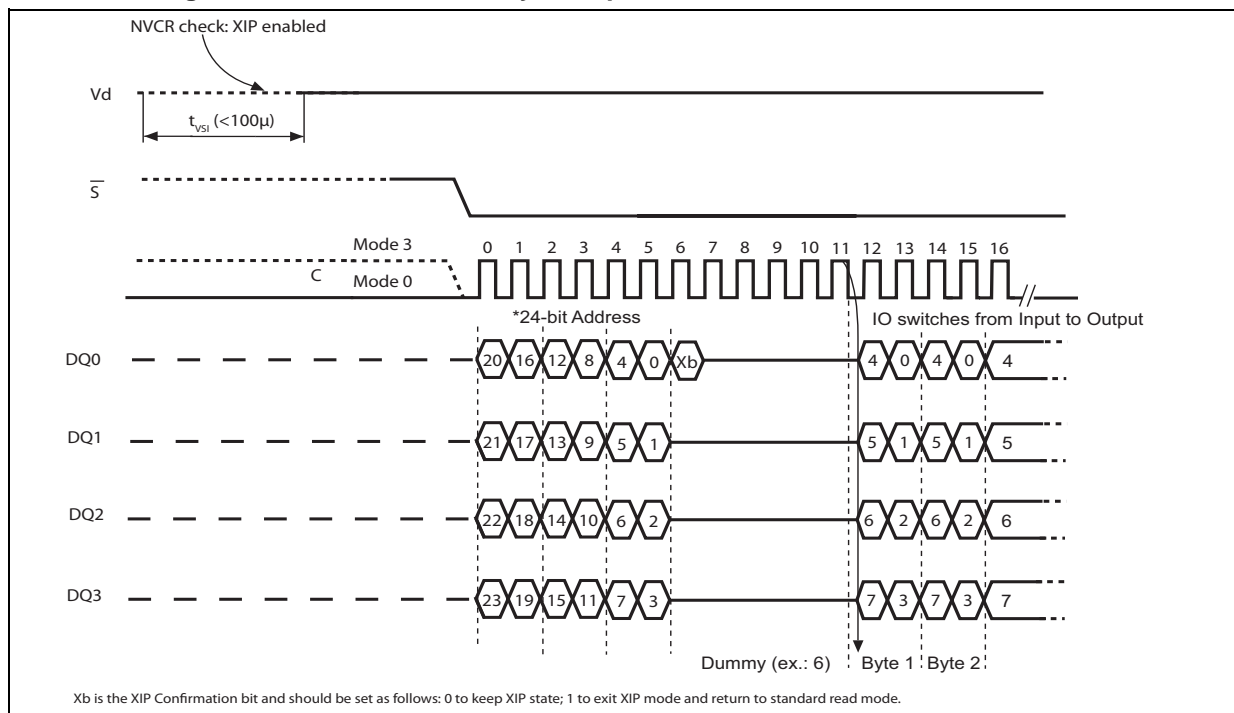 NVCR check: XIP enabled
Vd
tVSI (<100µ)
S
Mode 3
C
Mode 0
0 1 2 3 4 5 6 7 8 9 10 11 12 13 14 15 16
*24-bit Address
IO switches from Input to Output
DQ0 20 16 12 8 4 0 Xb 4 0 4 0 4
DQ1 21 17 13 9 5 1 5 1 5 1 5
DQ2 22 18 14 10 6 2 6 2 6 2 6
DQ3 23 19 15 11 7 3 7 3 7 3 7
Dummy (ex.: 6) Byte 1 Byte 2
Xb is the XIP Confirmation bit and should be set as follows: 0 to keep XIP state; 1 to exit XIP mode and return to standard read mode.